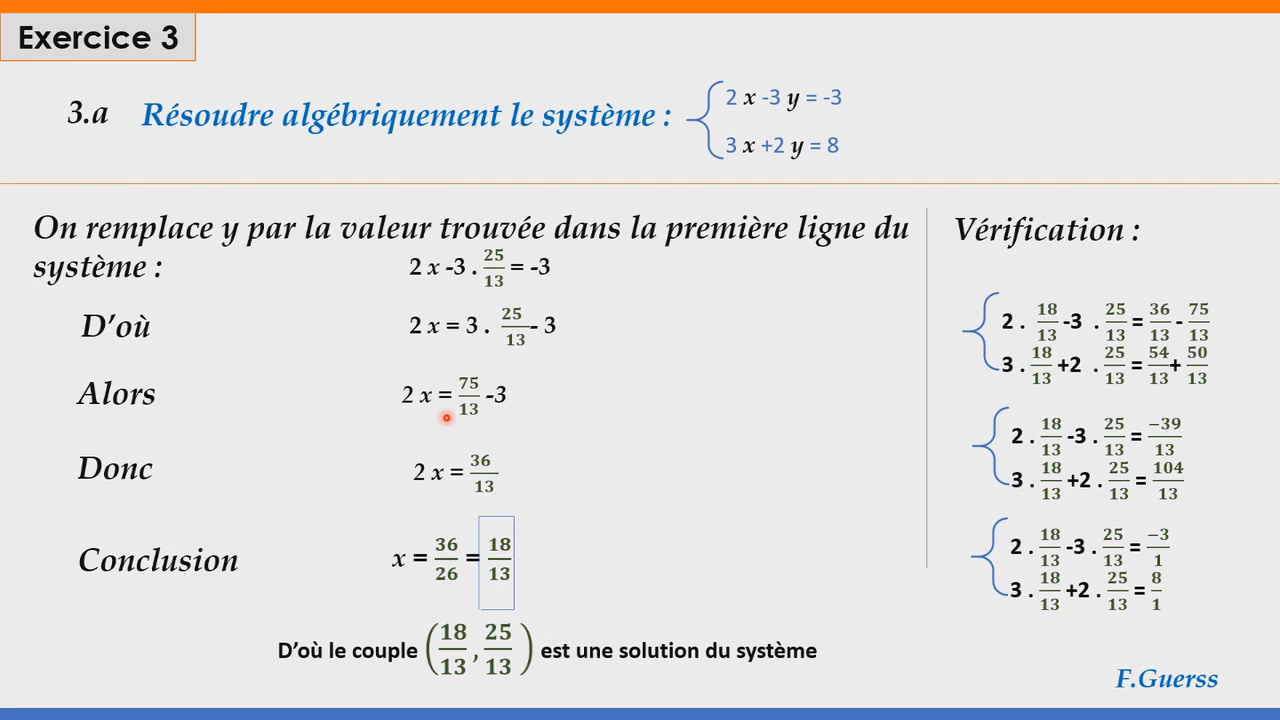 Exercice 3
3.a Résoudre algébriquement le système :
2 x -3 y = -3
3 x +2 y = 8
On remplace y par la valeur trouvée dans la première ligne du
système : 2 x -3 . 25/13 = -3
D’où 2 x = 3 . 25/13 - 3
Alors 2 x = 75/13 -3
Donc 2 x = 36/13
Conclusion x = 36/26 = 18/13
D’où le couple (18/13 , 25/13) est une solution du système
Vérification :
2 . 18/13 -3 . 25/13 = 36/13 - 75/13
3 . 18/13 +2 . 25/13 = 54/13 + 50/13
2 . 18/13 -3 . 25/13 = −39/13
3 . 18/13 +2 . 25/13 = 104/13
2 . 18/13 -3 . 25/13 = −3/1
3 . 18/13 +2 . 25/13 = 8/1
F.Guerss